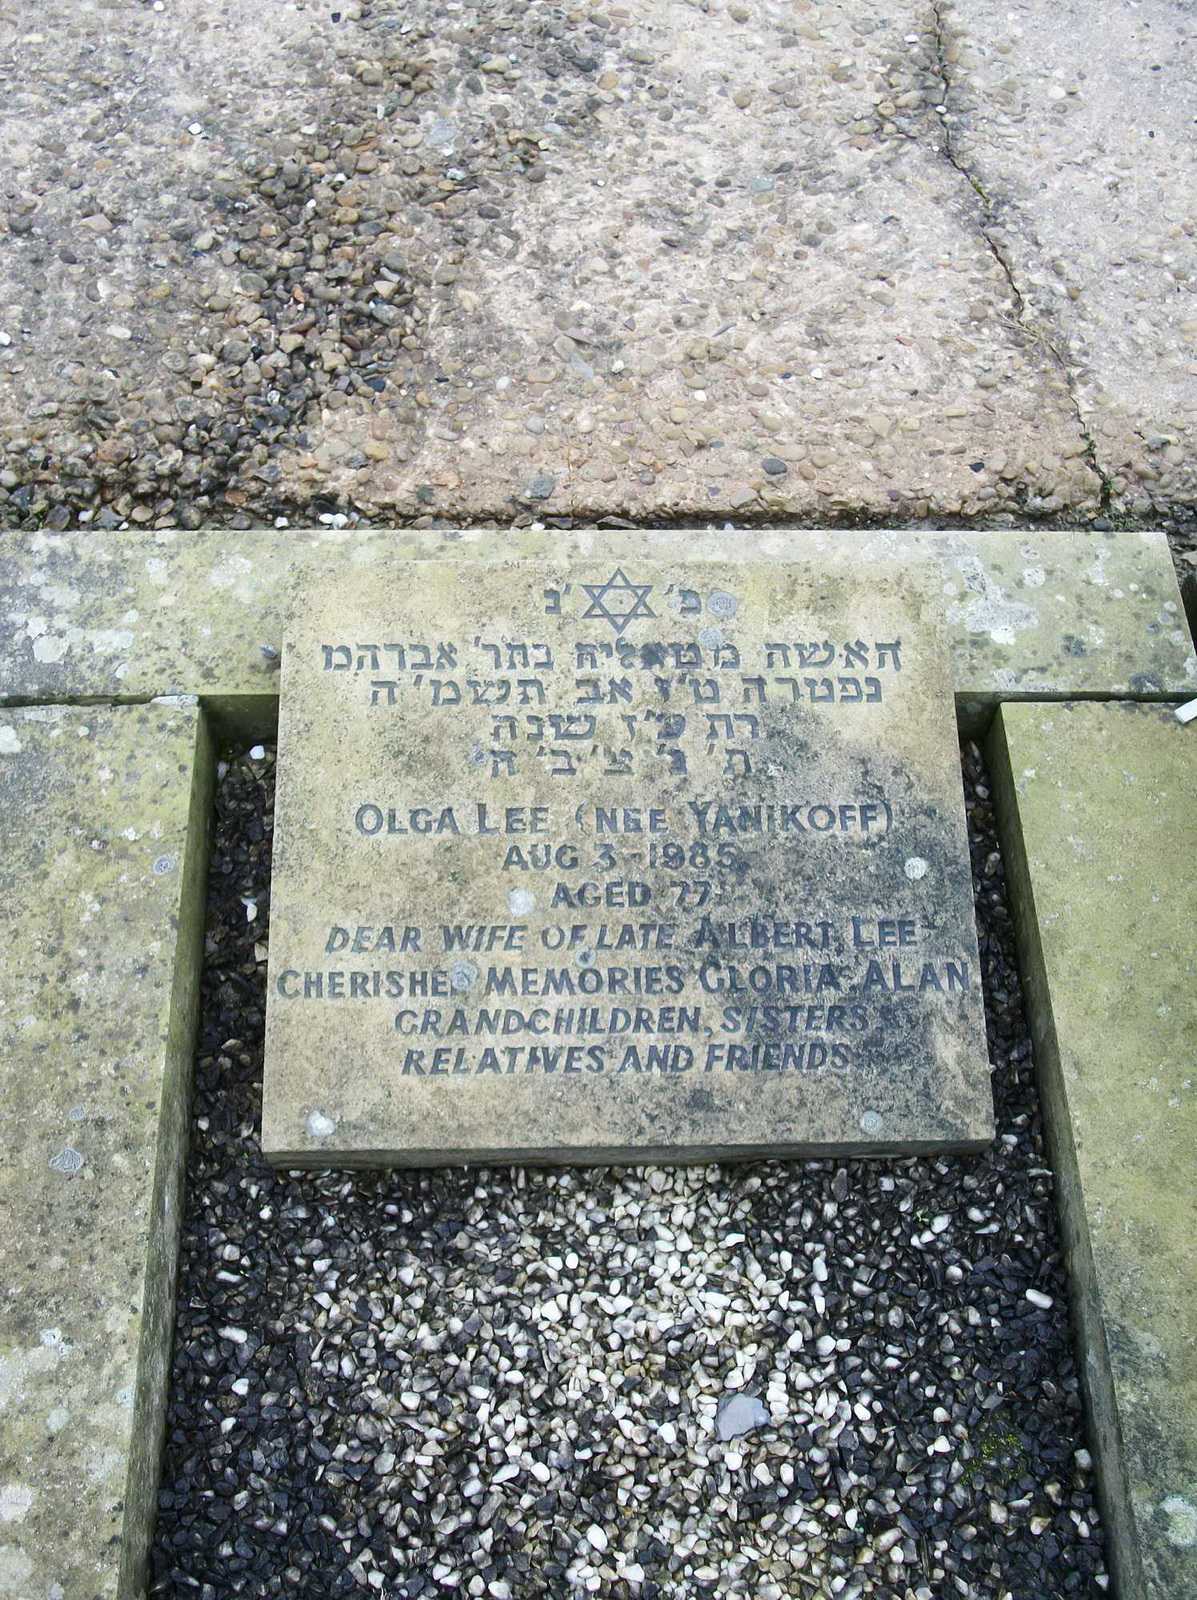 פ' נ'
האשה מטאליה בתר' אברהם
נפטרה ט"ז אב תשמ"ה
בת ע"ז שנה
ת' נ' צ' ב' ה'
OLGA LEE (NEE YANIKOFF)
AUG 3 1985
AGED 77
DEAR WIFE OF LATE ALBERT LEE
CHERISHED MEMORIES GLORIA, ALAN
GRANDCHILDREN, SISTERS
RELATIVES AND FRIENDS